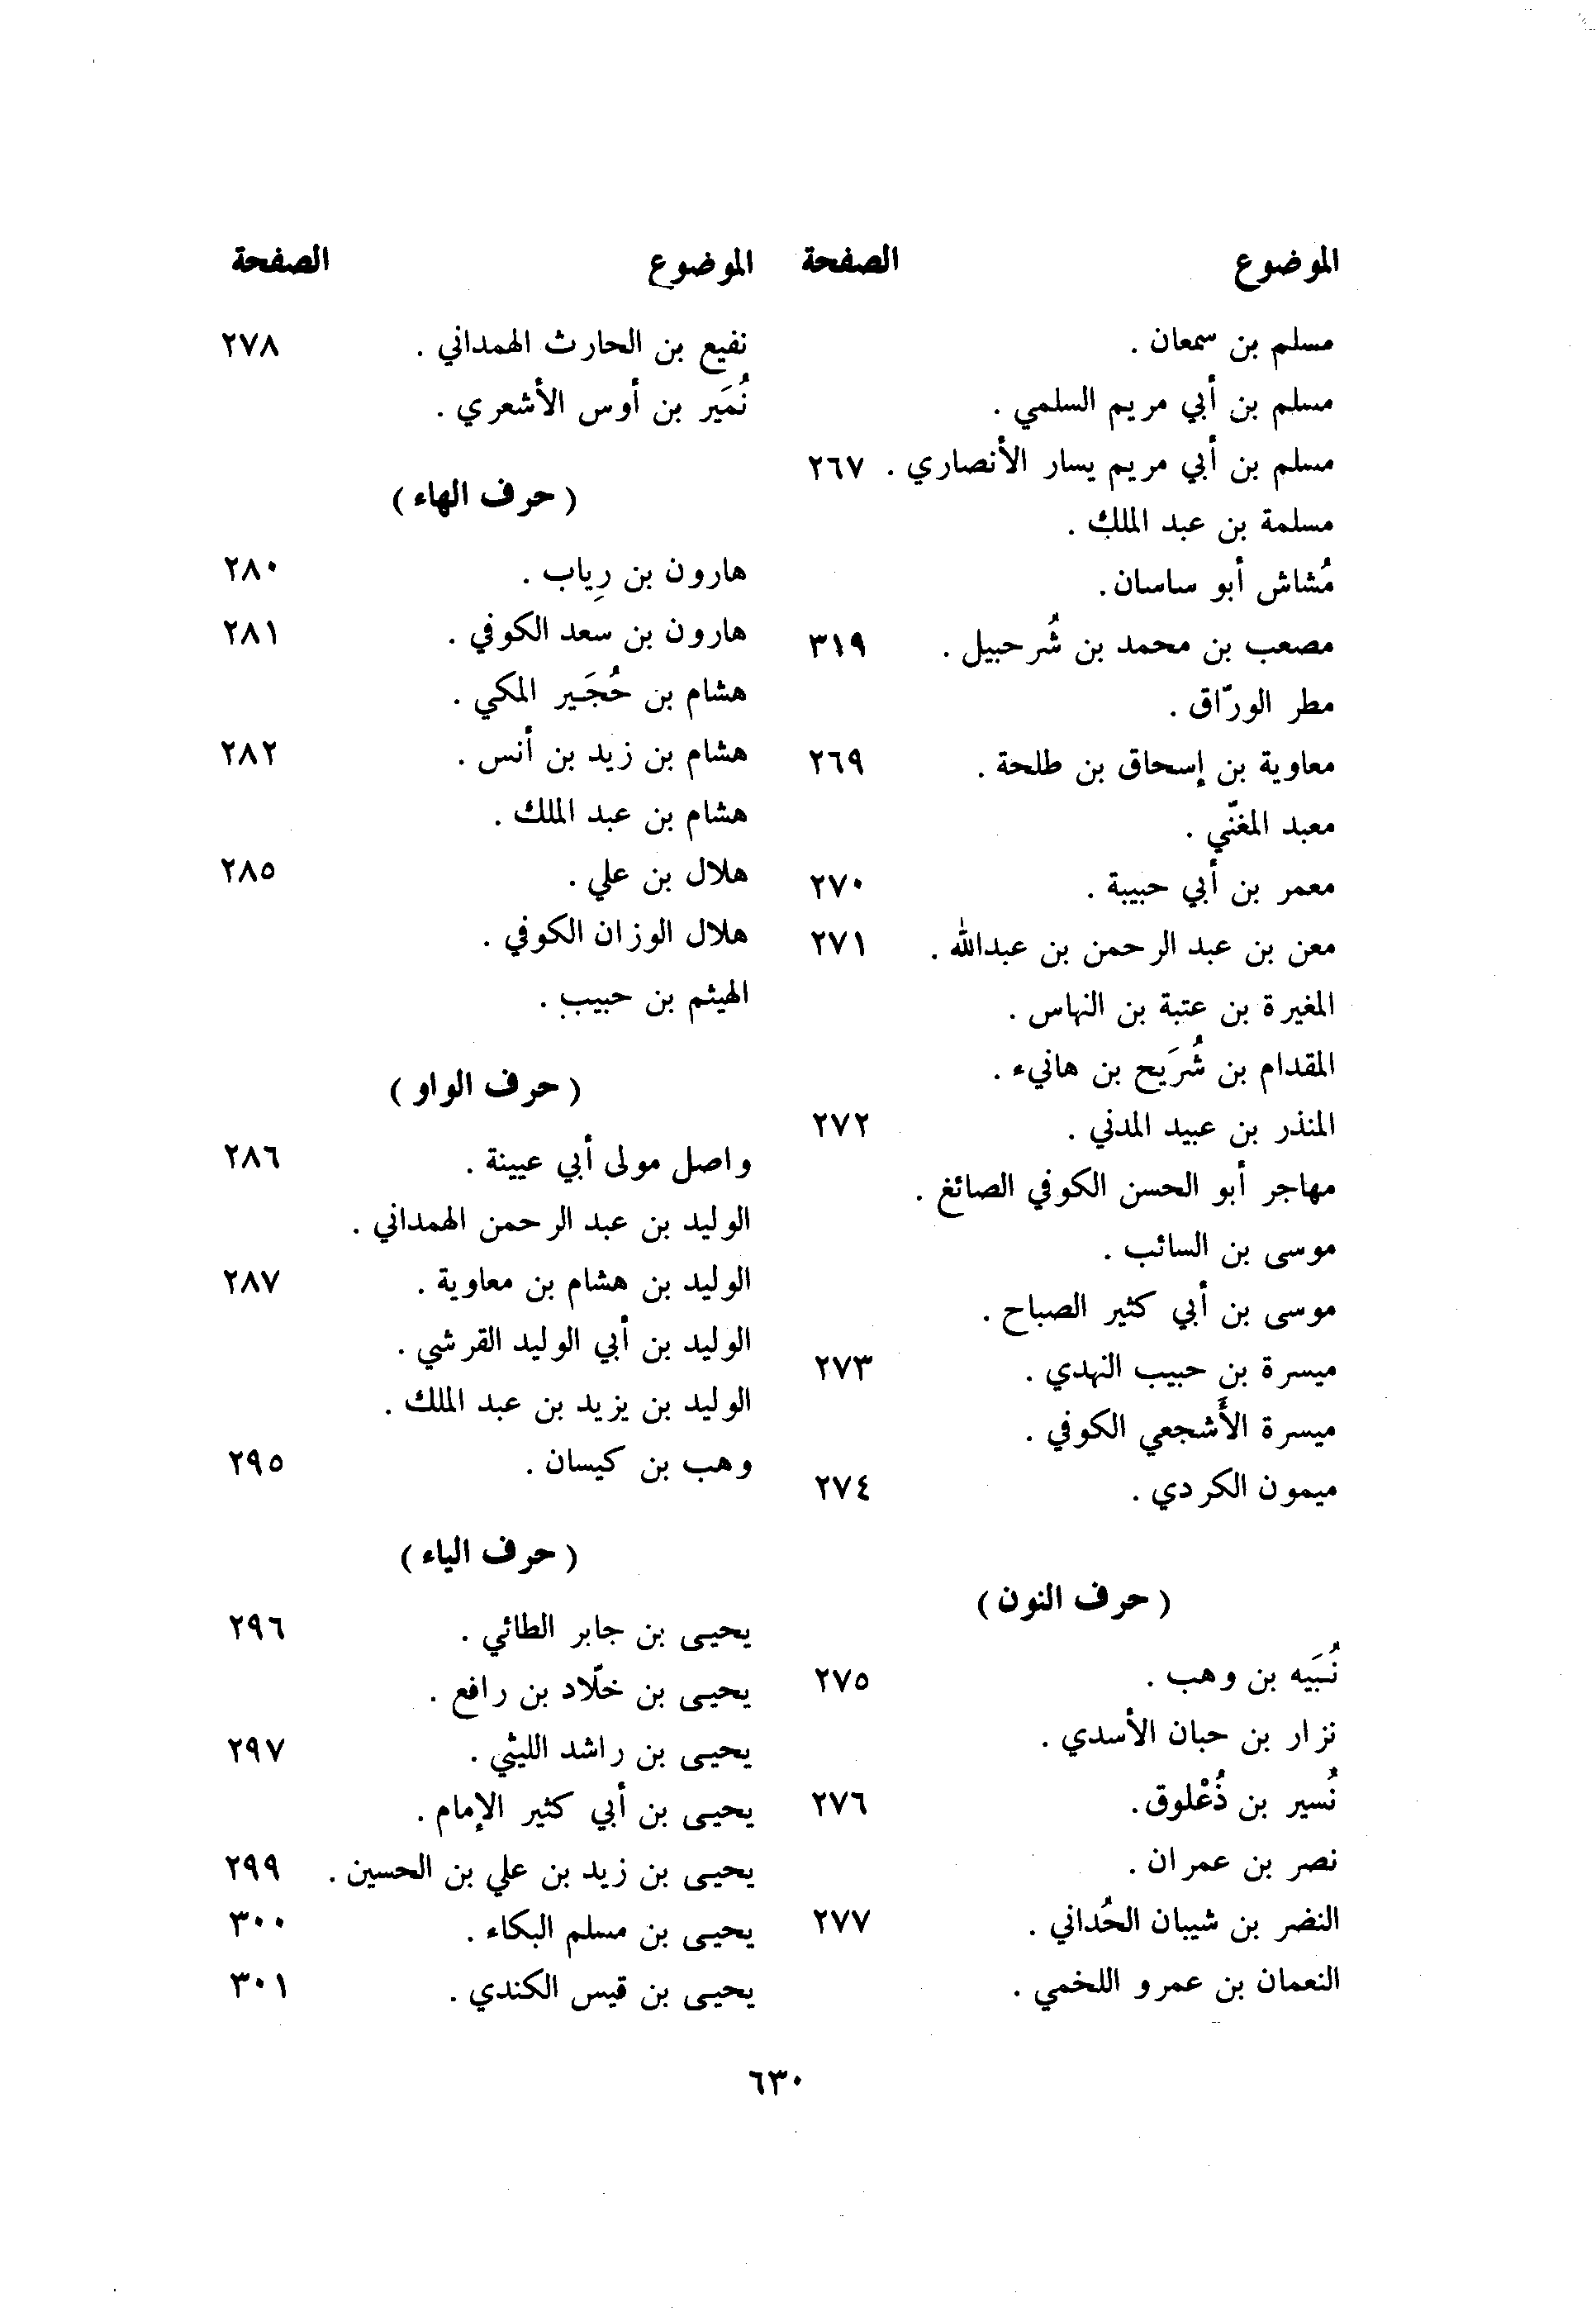 الموضوع الصفحة
مسلم بن سمعان .
مسلم بن أبي مريم السلمي .
مسلم بن أبي مريم يسار الأنصاري . ٢٦٧
مسلمة بن عبد الملك .
مُشاش أبو ساسان .
مصعب بن محمد بن شُرحبيل . ٣١٩
مطر الورّاق .
معاوية بن إسحاق بن طلحة . ٢٦٩
معبد المغنّي .
معمر بن أبي حبيبة . ٢٧٠
معن بن عبد الرحمن بن عبدالله . ٢٧١
المغيرة بن عتبة بن النهاس .
المقدام بن شُرَيح بن هانيء .
المنذر بن عبيد المدني . ٢٧٢
مهاجر أبو الحسن الكوفي الصائغ .
موسى بن السائب .
موسى بن أبي كثير الصباح .
ميسرة بن حبيب النهدي . ٢٧٣
ميسرة الأَشجعي الكوفي .
ميمون الكردي . ٢٧٤
( حرف النون )
نُبَيه بن وهب . ٢٧٥
نزار بن حبان الأسدي .
نُسير بن ذُعْلوق . ٢٧٦
نصر بن عمران .
النضر بن شيبان الحُداني . ٢٧٧
النعمان بن عمرو اللخمي .
الموضوع الصفحة
نفيع بن الحارث الهمداني . ٢٧٨
نُمَير بن أوس الأشعري .
( حرف الهاء )
هارون بن رِياب . ٢٨٠
هارون بن سعد الكوفي . ٢٨١
هشام بن حُجَير المكي .
هشام بن زيد بن أنس . ٢٨٢
هشام بن عبد الملك .
هلال بن علي . ٢٨٥
هلال الوزان الكوفي .
الهيثم بن حبيب .
( حرف الواو )
واصل مولى أبي عيينة . ٢٨٦
الوليد بن عبد الرحمن الهمداني .
الوليد بن هشام بن معاوية . ٢٨٧
الوليد بن أبي الوليد القرشي .
الوليد بن يزيد بن عبد الملك .
وهب بن كيسان . ٢٩٥
( حرف الياء )
يحيى بن جابر الطائي . ٢٩٦
يحيى بن خلّاد بن رافع .
يحيى بن راشد الليثي . ٢٩٧
يحيى بن أبي كثير الإمام .
يحيى بن زيد بن علي بن الحسين . ٢٩٩
يحيى بن مسلم البكاء . ٣٠٠
يحيى بن قيس الكندي . ٣٠١
٦٣٠